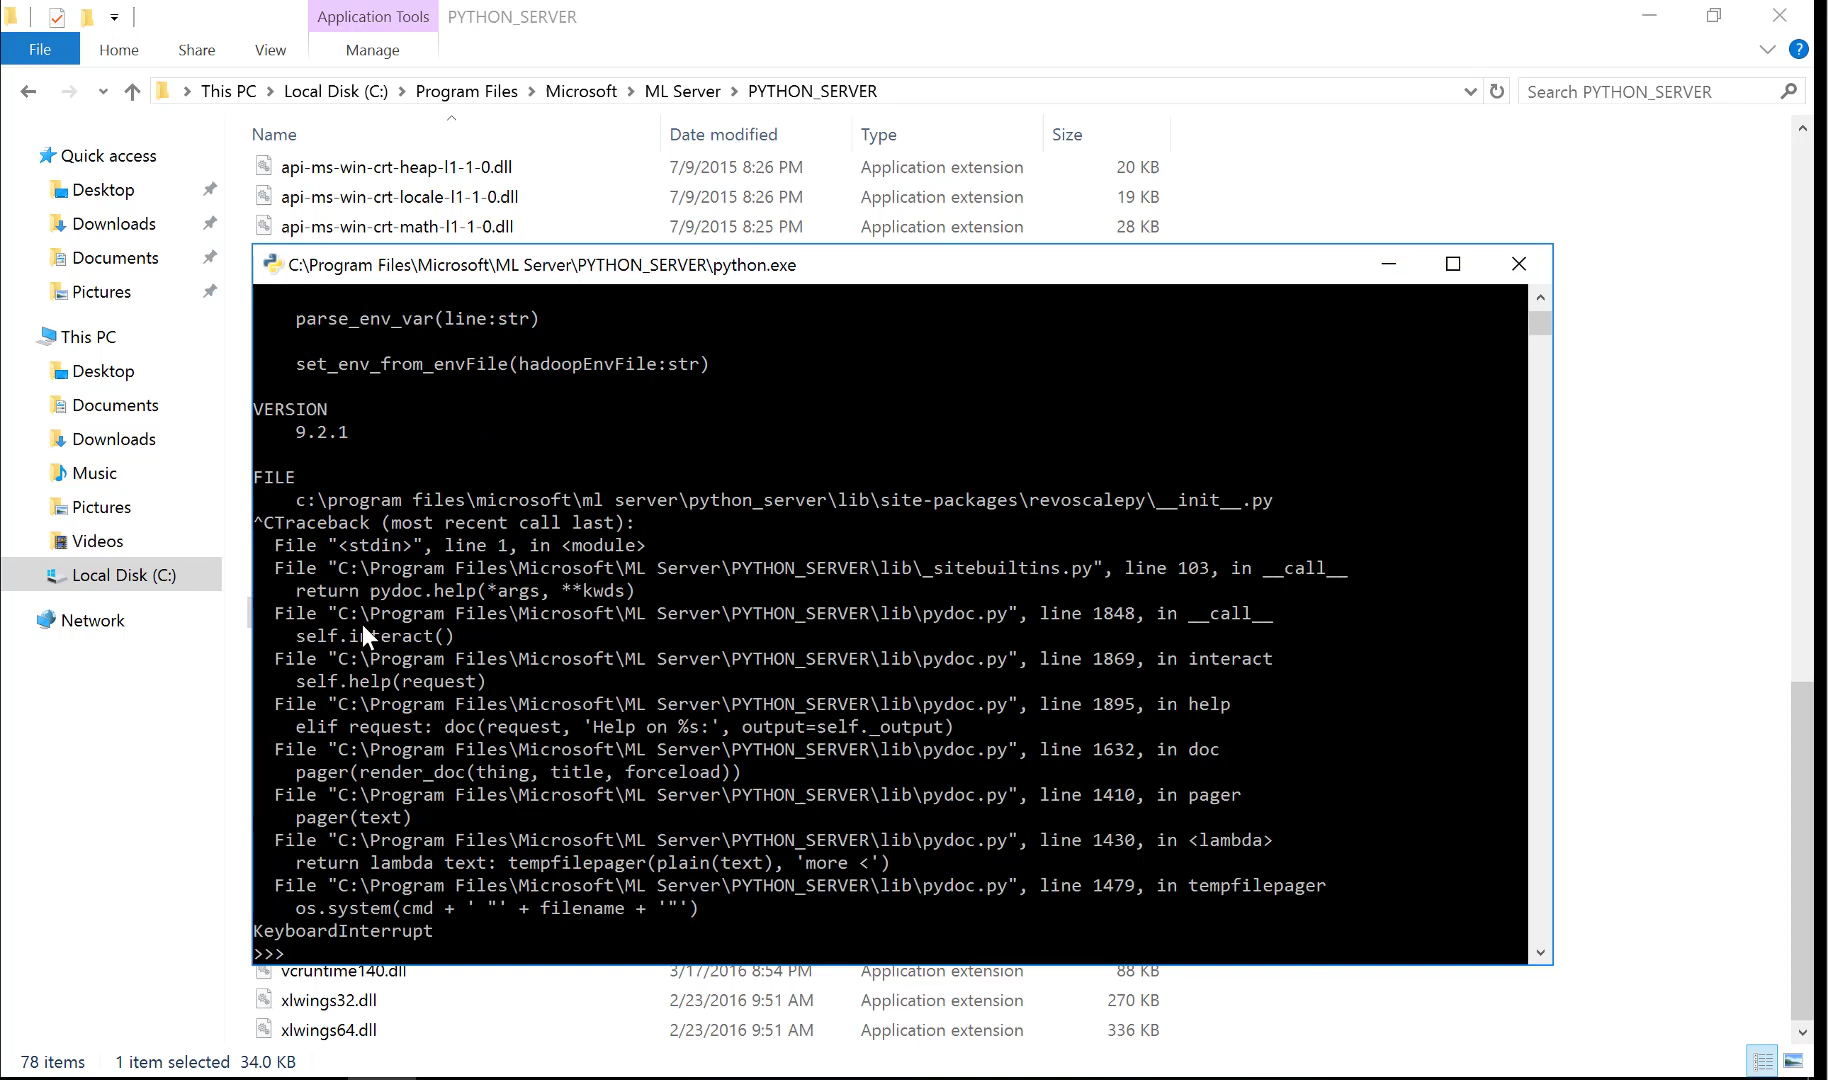 Application Tools PYTHON_SERVER
File Home Share View Manage
This PC Local Disk (C:) Program Files Microsoft ML Server PYTHON_SERVER Search PYTHON_SERVER
Quick access
Desktop
Downloads
Documents
Pictures
This PC
Desktop
Documents
Downloads
Music
Pictures
Videos
Local Disk (C:)
Network
Name Date modified Type Size
api-ms-win-crt-heap-l1-1-0.dll 7/9/2015 8:26 PM Application extension 20 KB
api-ms-win-crt-locale-l1-1-0.dll 7/9/2015 8:26 PM Application extension 19 KB
api-ms-win-crt-math-l1-1-0.dll 7/9/2015 8:25 PM Application extension 28 KB
C:\Program Files\Microsoft\ML Server\PYTHON_SERVER\python.exe
parse_env_var(line:str)
set_env_from_envFile(hadoopEnvFile:str)
VERSION
9.2.1
FILE
c:\program files\microsoft\ml server\python_server\lib\site-packages\revoscalepy\__init__.py
^CTraceback (most recent call last):
File "<stdin>", line 1, in <module>
File "C:\Program Files\Microsoft\ML Server\PYTHON_SERVER\lib\_sitebuiltins.py", line 103, in __call__
return pydoc.help(*args, **kwds)
File "C:\Program Files\Microsoft\ML Server\PYTHON_SERVER\lib\pydoc.py", line 1848, in __call__
self.interact()
File "C:\Program Files\Microsoft\ML Server\PYTHON_SERVER\lib\pydoc.py", line 1869, in interact
self.help(request)
File "C:\Program Files\Microsoft\ML Server\PYTHON_SERVER\lib\pydoc.py", line 1895, in help
elif request: doc(request, 'Help on %s:', output=self._output)
File "C:\Program Files\Microsoft\ML Server\PYTHON_SERVER\lib\pydoc.py", line 1632, in doc
pager(render_doc(thing, title, forceload))
File "C:\Program Files\Microsoft\ML Server\PYTHON_SERVER\lib\pydoc.py", line 1410, in pager
pager(text)
File "C:\Program Files\Microsoft\ML Server\PYTHON_SERVER\lib\pydoc.py", line 1430, in <lambda>
return lambda text: tempfilepager(plain(text), 'more <')
File "C:\Program Files\Microsoft\ML Server\PYTHON_SERVER\lib\pydoc.py", line 1479, in tempfilepager
os.system(cmd + ' "' + filename + '"')
KeyboardInterrupt
>>>
vcruntime140.dll 3/17/2016 8:54 PM Application extension 88 KB
xlwings32.dll 2/23/2016 9:51 AM Application extension 270 KB
xlwings64.dll 2/23/2016 9:51 AM Application extension 336 KB
78 items 1 item selected 34.0 KB